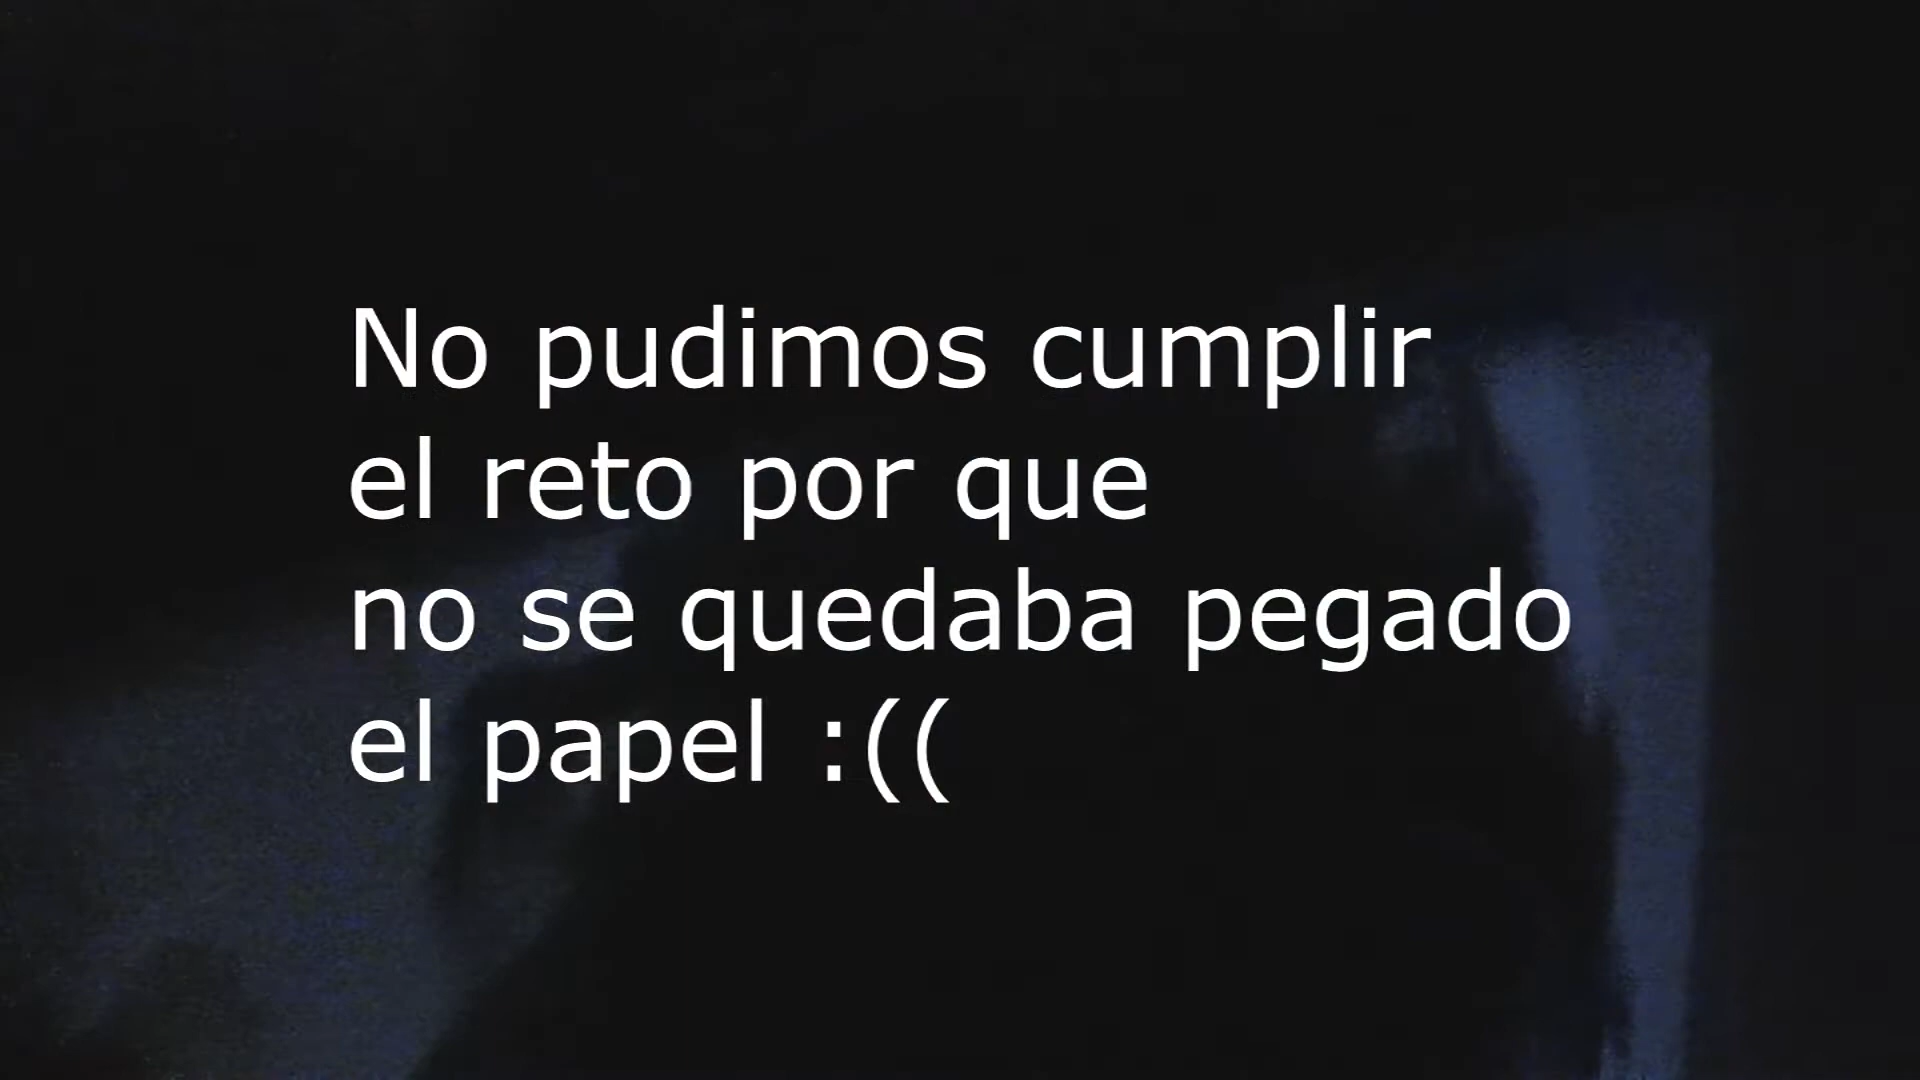 No pudimos cumplir
el reto por que
no se quedaba pegado
el papel :((